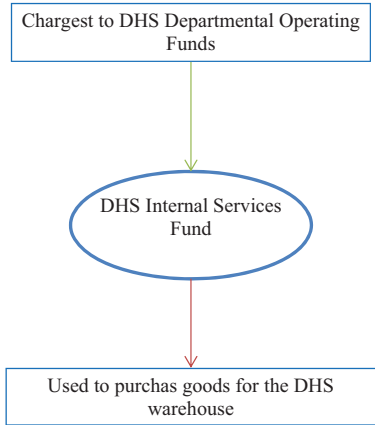 Chargest to DHS Departmental Operating
Funds
DHS Internal Services
Fund
Used to purchas goods for the DHS
warehouse